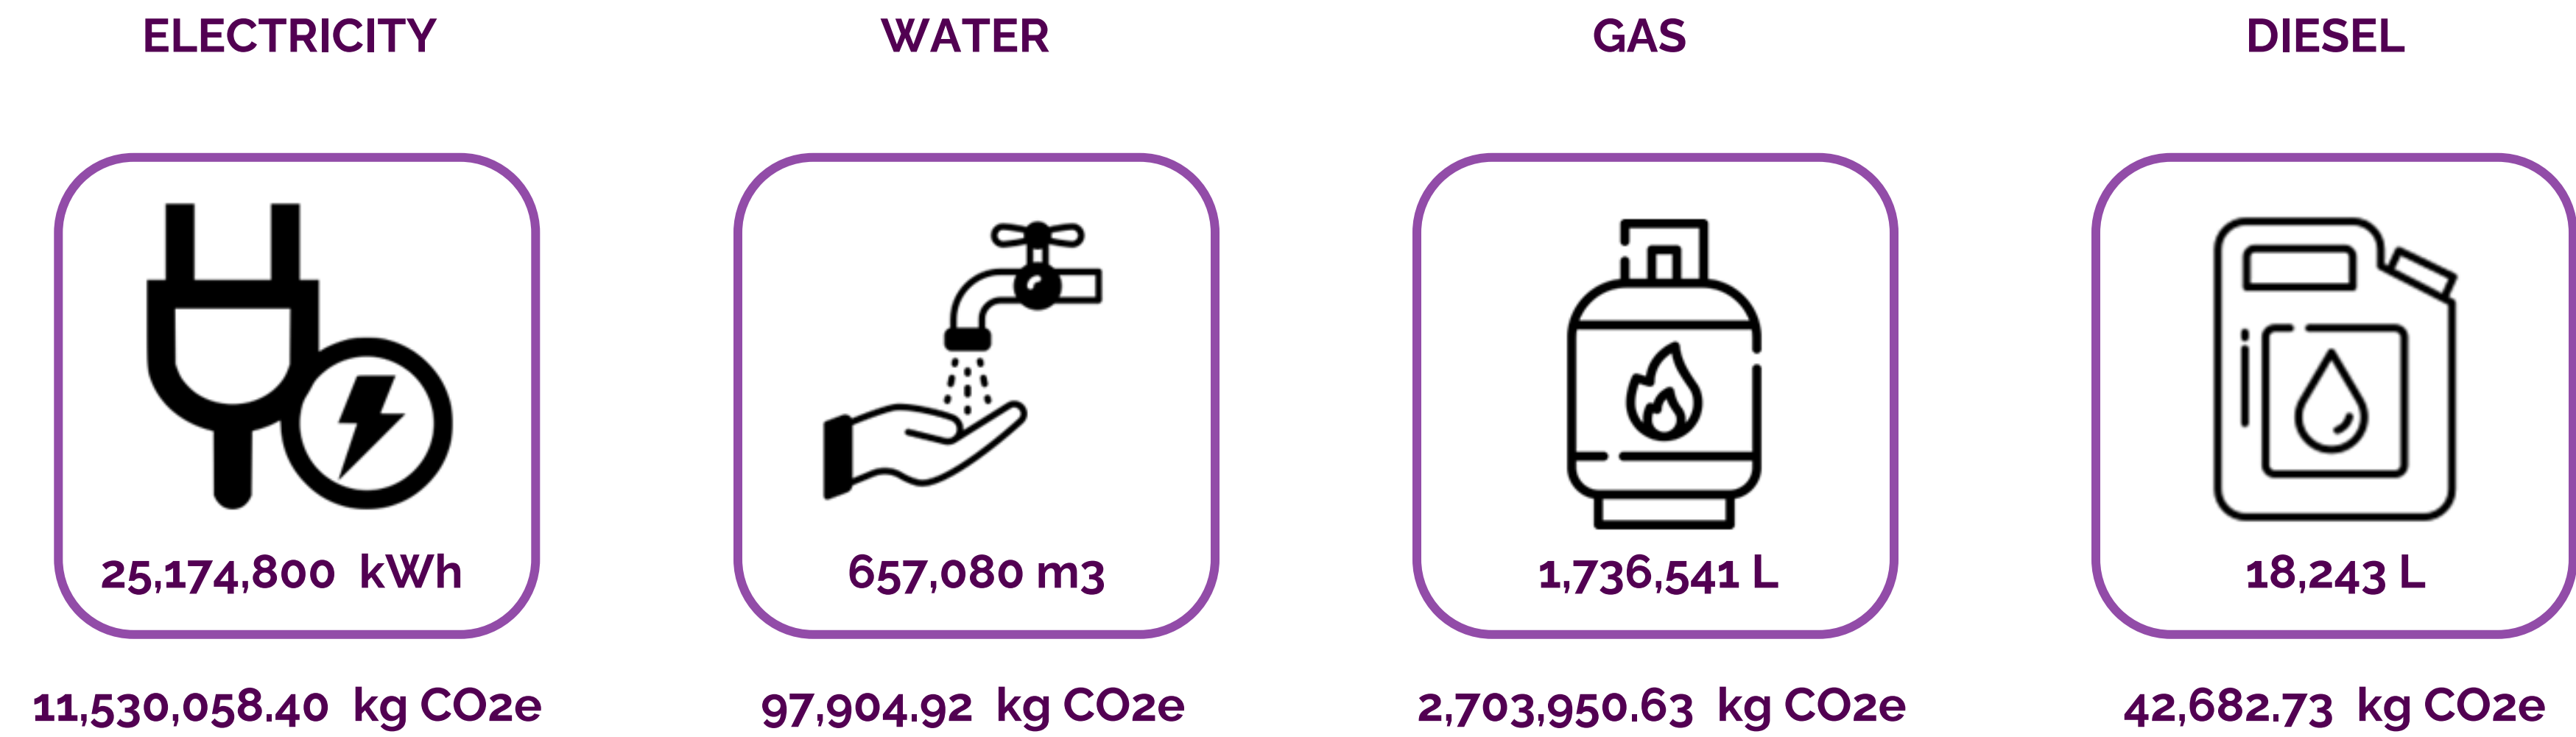 ELECTRICITY
WATER
GAS
DIESEL
25,174,800 kWh
657,080 m3
1,736,541 L
18,243 L
11,530,058.40 kg CO2e
97,904.92 kg CO2e
2,703,950.63 kg CO2e
42,682.73 kg CO2e